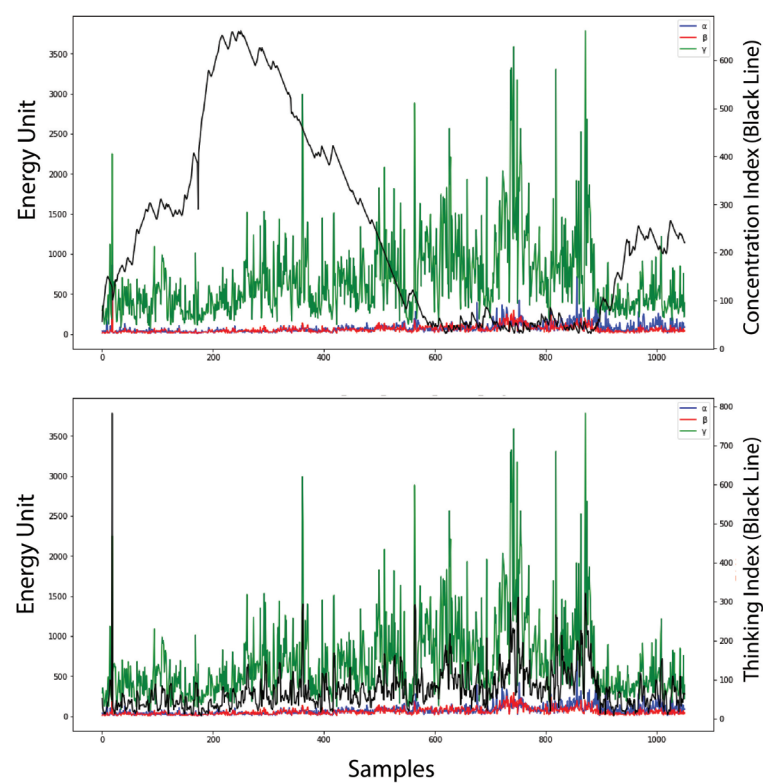 α
β
γ
3500
3000
2500
2000
1500
1000
500
0
Energy Unit
600
500
400
300
200
100
0
Concentration Index (Black Line)
0 200 400 600 800 1000
α
β
γ
3500
3000
2500
2000
1500
1000
500
0
Energy Unit
800
700
600
500
400
300
200
100
0
Thinking Index (Black Line)
0 200 400 600 800 1000
Samples